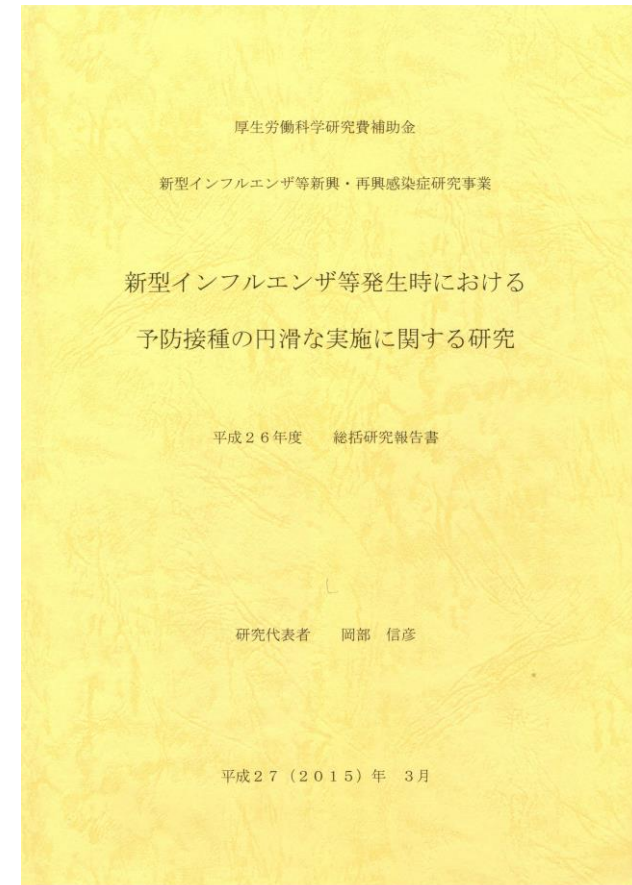 厚生労働科学研究費補助金
新型インフルエンザ等新興・再興感染症研究事業
新型インフルエンザ等発生時における
予防接種の円滑な実施に関する研究
平成26年度　総括研究報告書
研究代表者　岡部　信彦
平成27（2015）年　3月